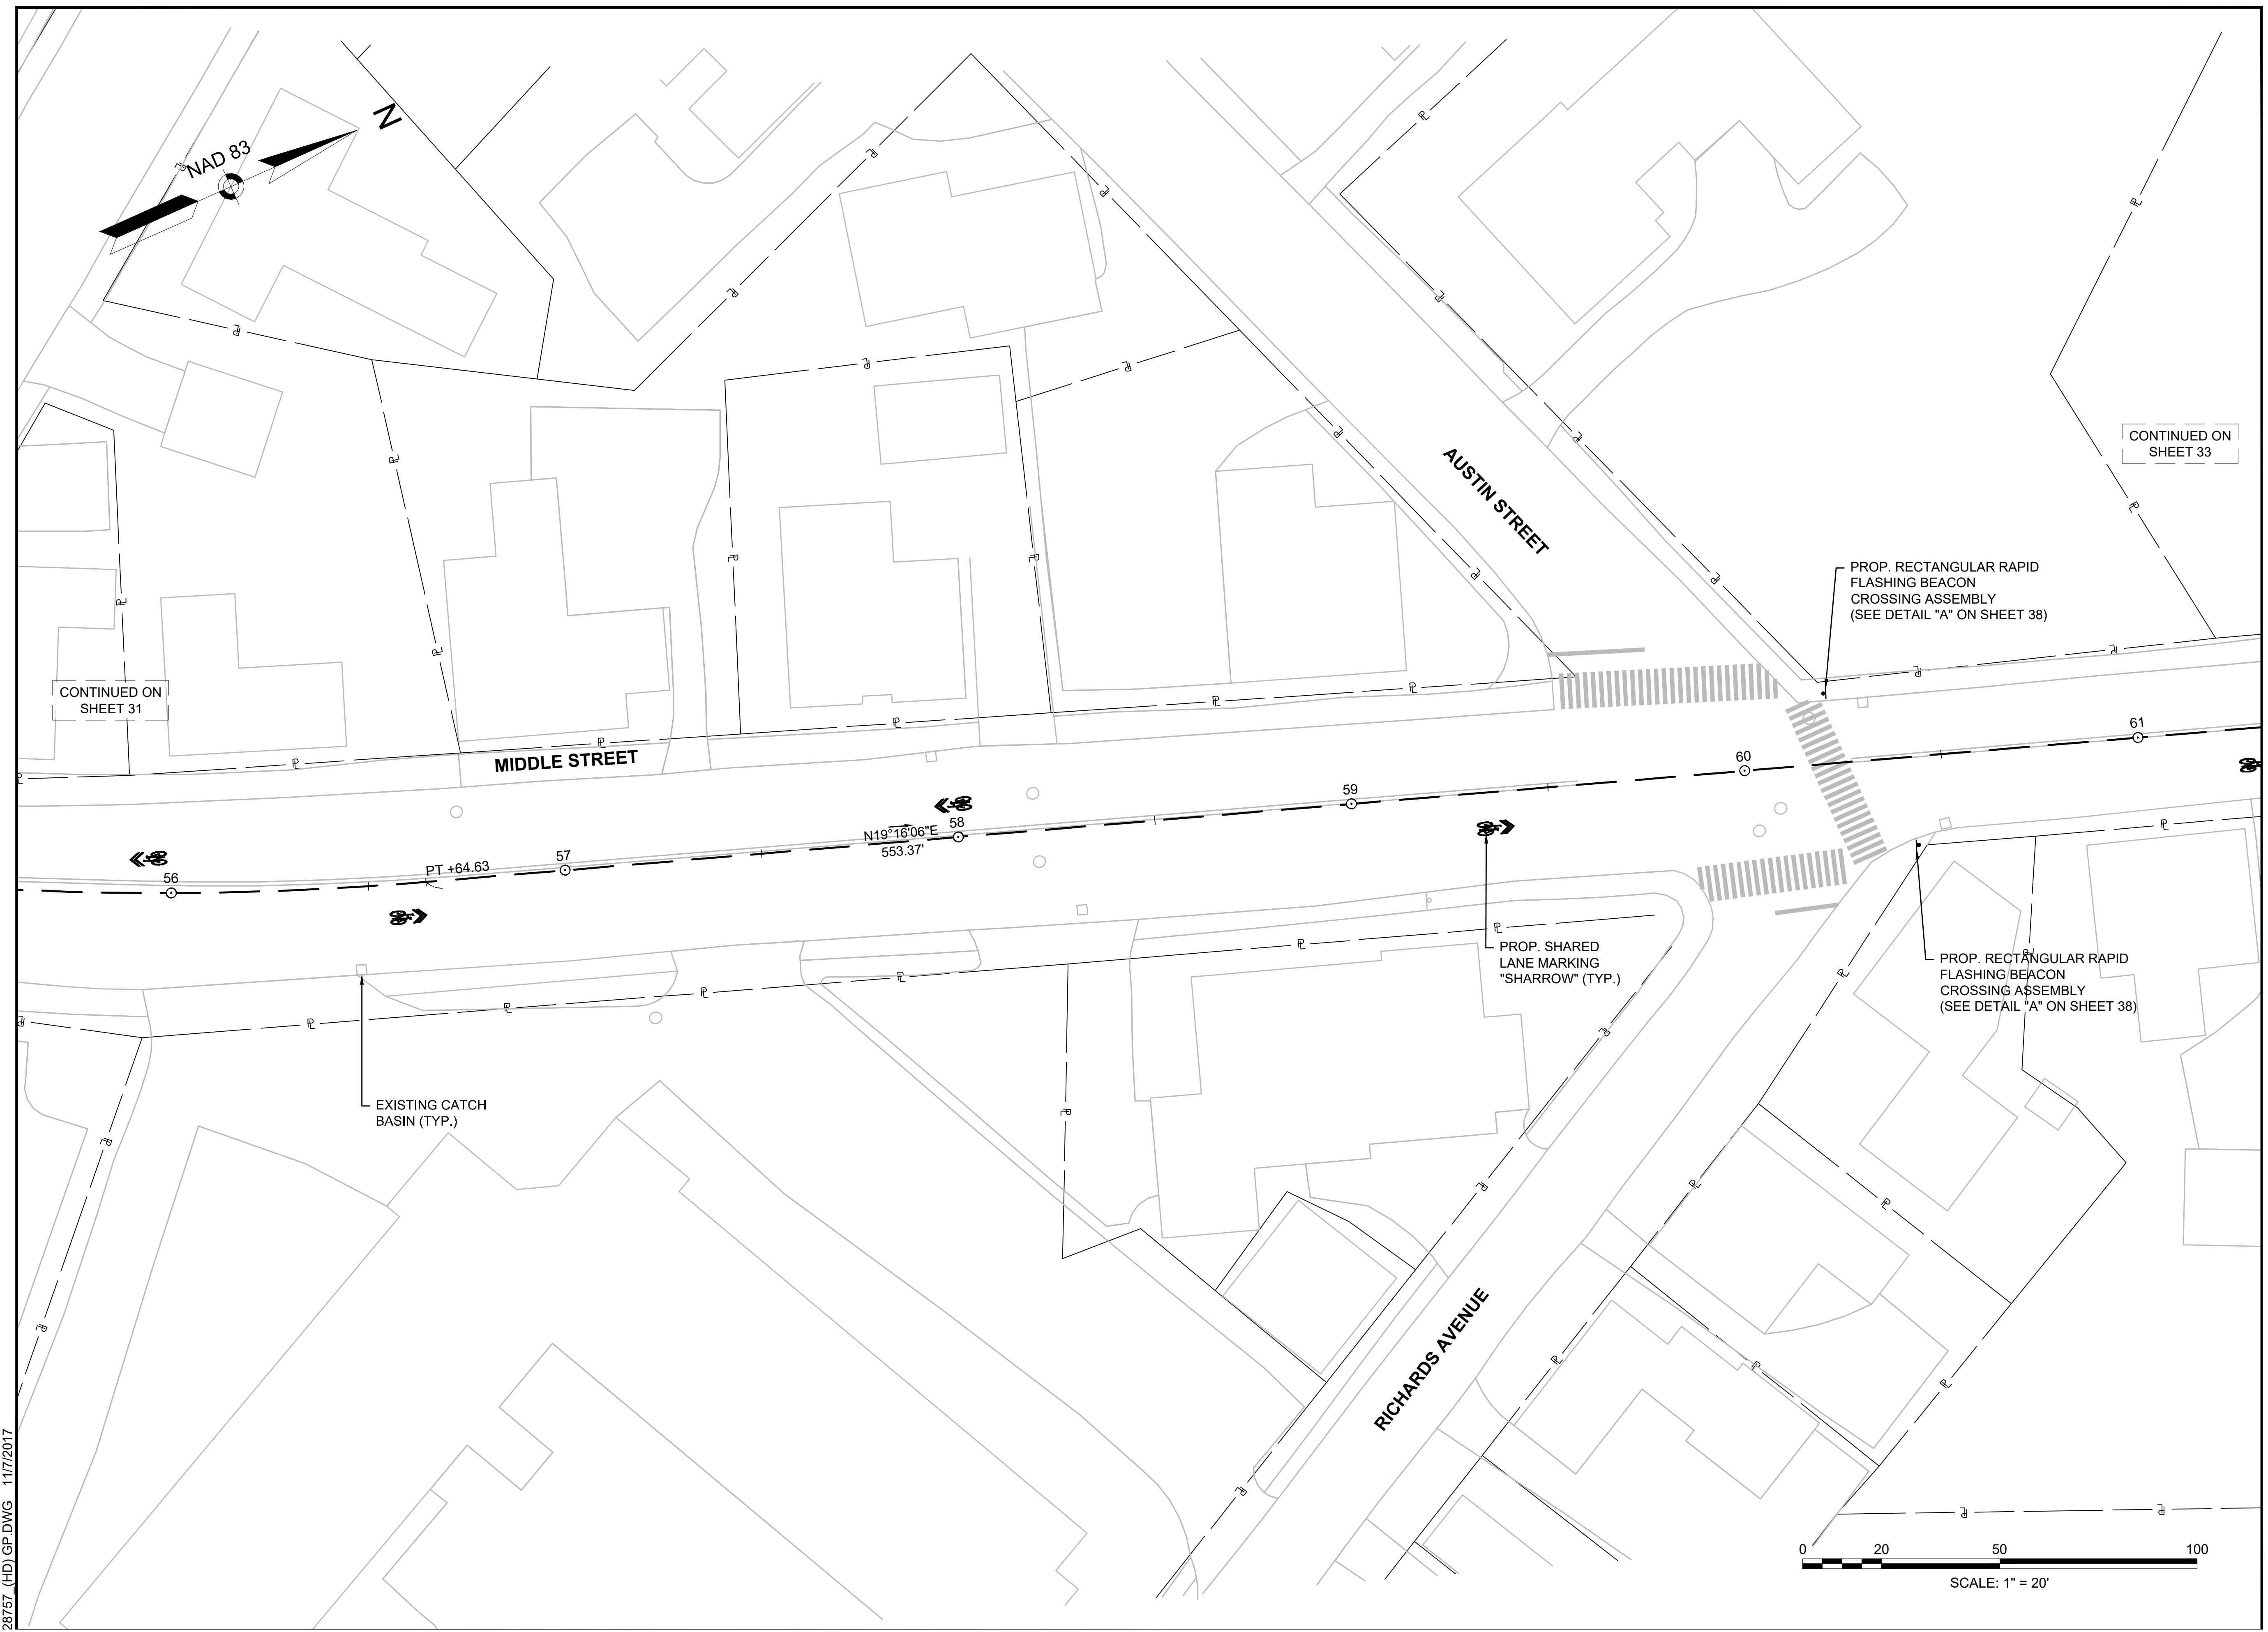 N
NAD 83
AUSTIN STREET
CONTINUED ON
SHEET 33
PROP. RECTANGULAR RAPID
FLASHING BEACON
CROSSING ASSEMBLY
(SEE DETAIL "A" ON SHEET 38)
CONTINUED ON
SHEET 31
MIDDLE STREET
56
PT +64.63
57
N19°16'06"E
553.37'
58
59
60
61
PROP. SHARED
LANE MARKING
"SHARROW" (TYP.)
PROP. RECTANGULAR RAPID
FLASHING BEACON
CROSSING ASSEMBLY
(SEE DETAIL "A" ON SHEET 38)
EXISTING CATCH
BASIN (TYP.)
RICHARDS AVENUE
0 20 50 100
SCALE: 1" = 20'
28757_(HD) GP.DWG 11/7/2017